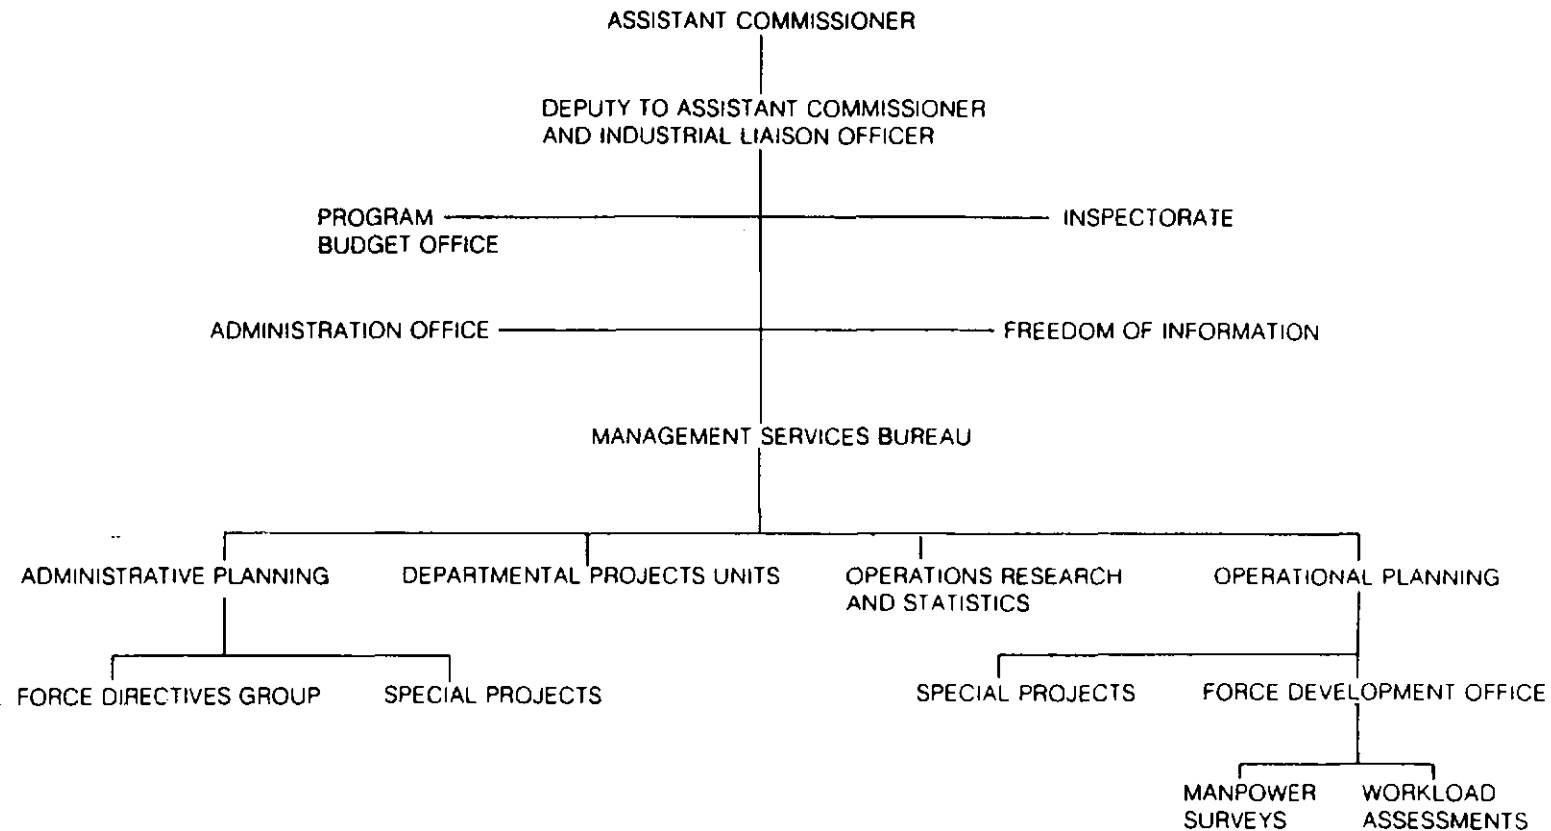 ASSISTANT COMMISSIONER
DEPUTY TO ASSISTANT COMMISSIONER
AND INDUSTRIAL LIAISON OFFICER
PROGRAM
BUDGET OFFICE
INSPECTORATE
ADMINISTRATION OFFICE
FREEDOM OF INFORMATION
MANAGEMENT SERVICES BUREAU
ADMINISTRATIVE PLANNING
DEPARTMENTAL PROJECTS UNITS
OPERATIONS RESEARCH
AND STATISTICS
OPERATIONAL PLANNING
FORCE DIRECTIVES GROUP
SPECIAL PROJECTS
SPECIAL PROJECTS
FORCE DEVELOPMENT OFFICE
MANPOWER
SURVEYS
WORKLOAD
ASSESSMENTS